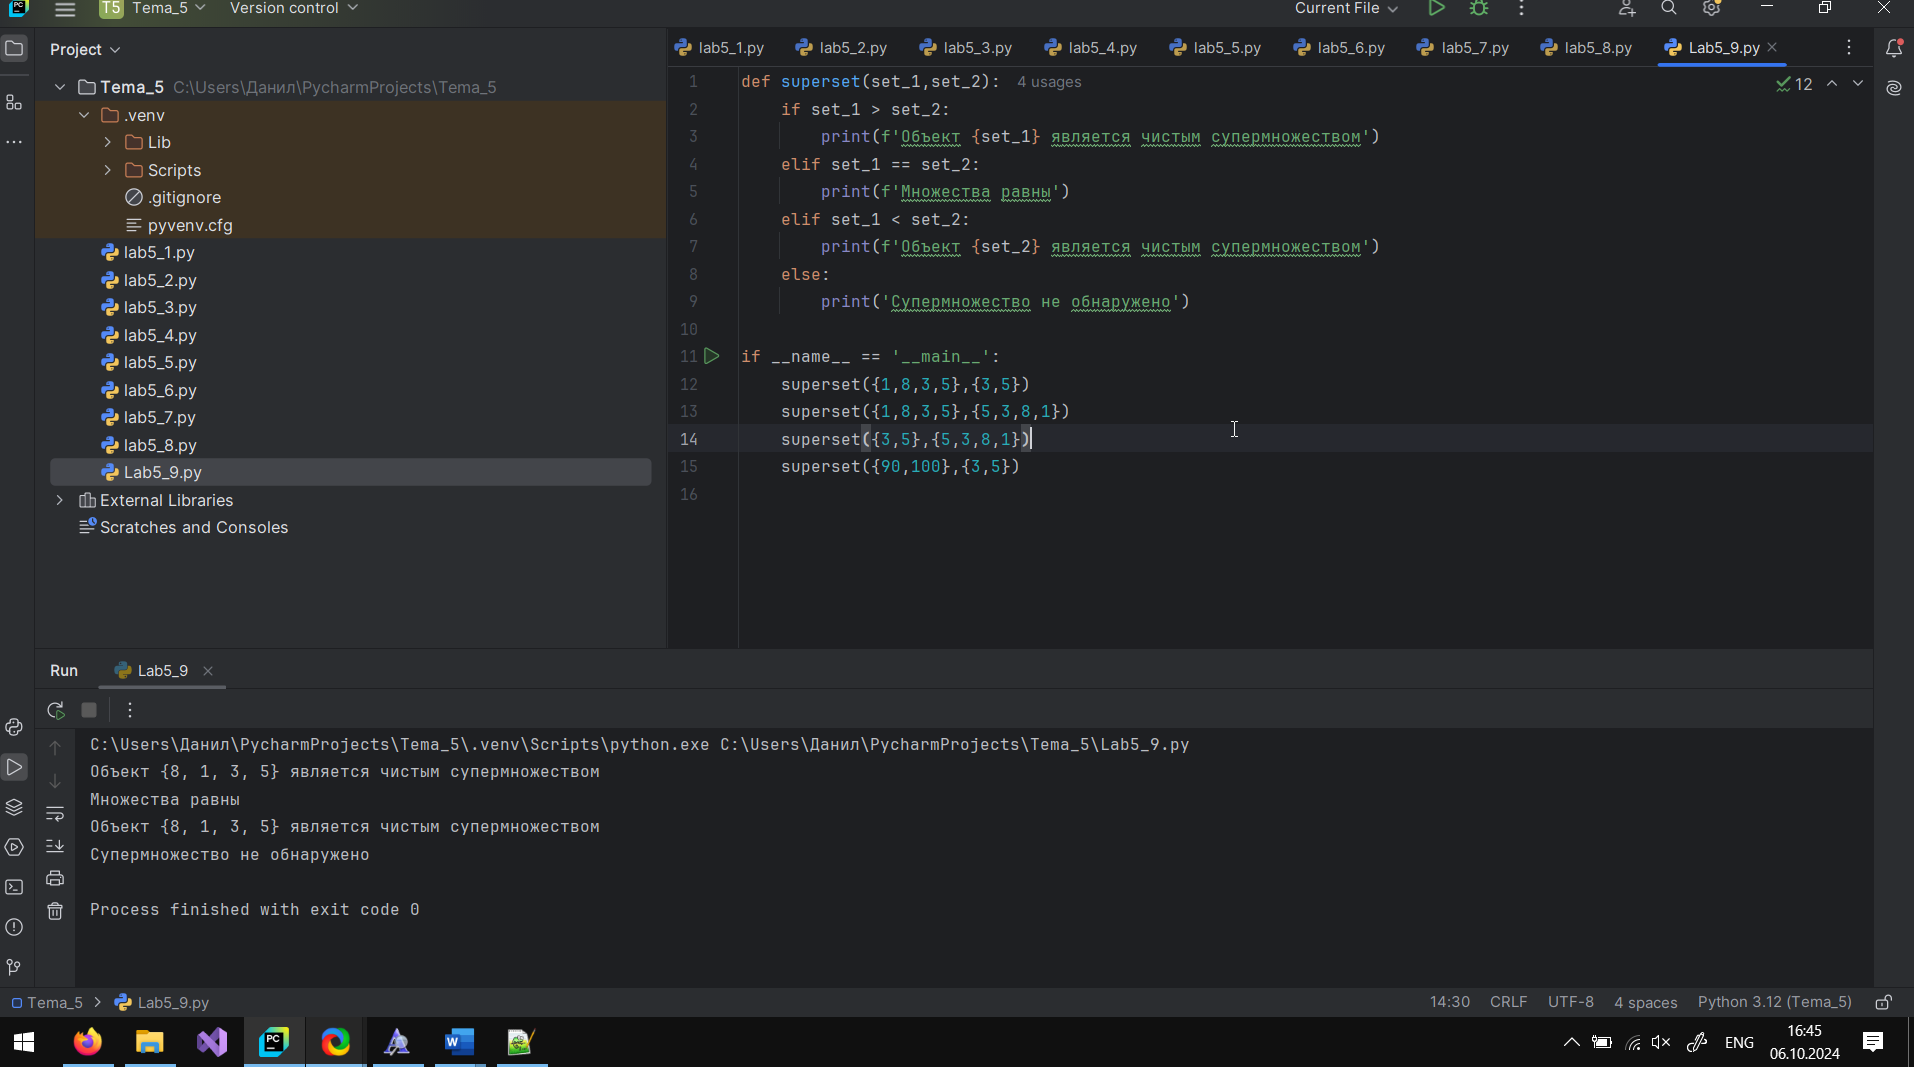 PC T5 Tema_5 Version control Current File
Project
Tema_5 C:\Users\Данил\PycharmProjects\Tema_5
.venv
Lib
Scripts
.gitignore
pyvenv.cfg
lab5_1.py
lab5_2.py
lab5_3.py
lab5_4.py
lab5_5.py
lab5_6.py
lab5_7.py
lab5_8.py
Lab5_9.py
External Libraries
Scratches and Consoles
lab5_1.py lab5_2.py lab5_3.py lab5_4.py lab5_5.py lab5_6.py lab5_7.py lab5_8.py Lab5_9.py
12
1 def superset(set_1,set_2): 4 usages
2 if set_1 > set_2:
3 print(f'Объект {set_1} является чистым супермножеством')
4 elif set_1 == set_2:
5 print(f'Множества равны')
6 elif set_1 < set_2:
7 print(f'Объект {set_2} является чистым супермножеством')
8 else:
9 print('Супермножество не обнаружено')
10
11 if __name__ == '__main__':
12 superset({1,8,3,5},{3,5})
13 superset({1,8,3,5},{5,3,8,1})
14 superset({3,5},{5,3,8,1})
15 superset({90,100},{3,5})
16
Run Lab5_9
C:\Users\Данил\PycharmProjects\Tema_5\.venv\Scripts\python.exe C:\Users\Данил\PycharmProjects\Tema_5\Lab5_9.py
Объект {8, 1, 3, 5} является чистым супермножеством
Множества равны
Объект {8, 1, 3, 5} является чистым супермножеством
Супермножество не обнаружено
Process finished with exit code 0
Tema_5 > Lab5_9.py 14:30 CRLF UTF-8 4 spaces Python 3.12 (Tema_5)
PC W ENG 16:45
06.10.2024